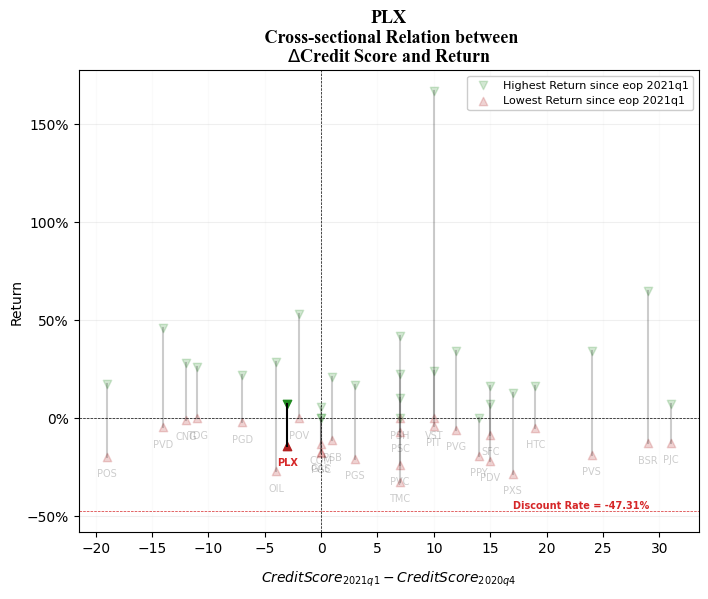 PLX
Cross-sectional Relation between
ΔCredit Score and Return
Highest Return since eop 2021q1
Lowest Return since eop 2021q1
150%
100%
50%
0%
−50%
Return
POS
PVD
CNG
PGD
OIL
PLX
POV
PGS
PSC
PVC
TMC
PIT
PVG
PPY
SFC
PDV
PXS
HTC
PVS
BSR
PJC
Discount Rate = -47.31%
−20
−15
−10
−5
0
5
10
15
20
25
30
CreditScore2021q1 − CreditScore2020q4